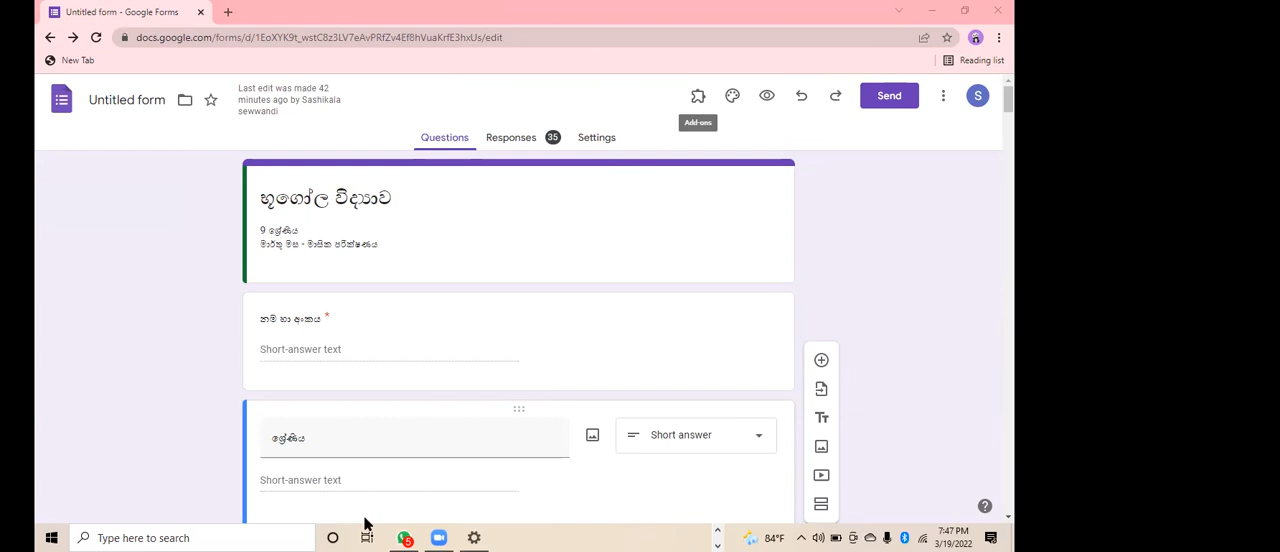 Untitled form - Google Forms
docs.google.com/forms/d/1EoXYK9t_wstC8z3LV7eAvPRfZv4Ef8hVuaKrfE3hxUs/edit
New Tab
Reading list
Untitled form
Last edit was made 42
minutes ago by Sashikala
sewwandi
Send
S
Add-ons
Questions
Responses 35
Settings
භූගෝල විද්‍යාව
9 ශ්‍රේණිය
මාර්තු මස - මාසික පරික්ෂණය
නම හා අංකය *
Short-answer text
ශ්‍රේණිය
Short answer
Short-answer text
Tt
Type here to search
5
84°F
7:47 PM
3/19/2022